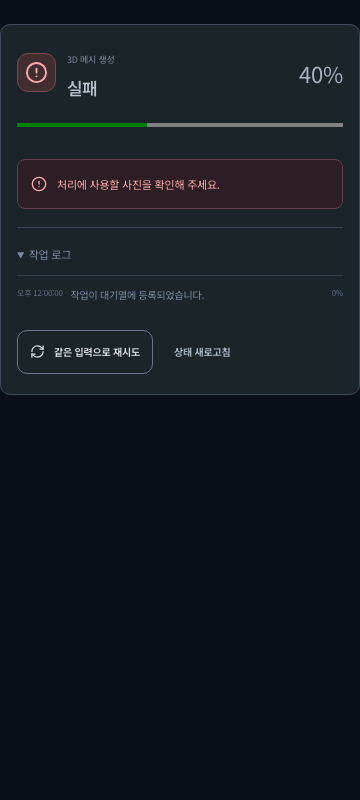 3D 메시 생성
실패
40%
처리에 사용할 사진을 확인해 주세요.
▼ 작업 로그
오후 12:00:00 작업이 대기열에 등록되었습니다. 0%
같은 입력으로 재시도 상태 새로고침